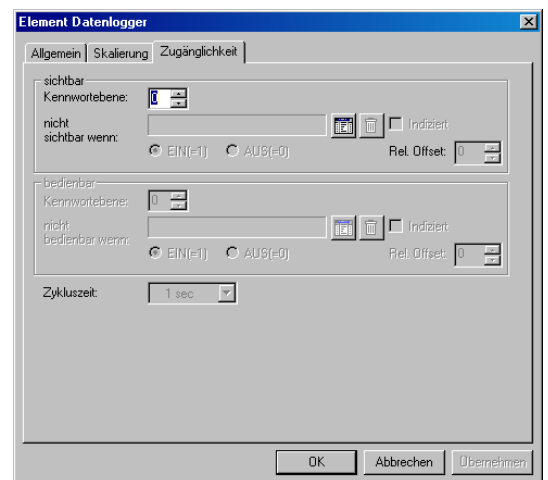 Element Datenlogger
Allgemein Skalierung Zugänglichkeit
sichtbar
Kennwortebene: 0
nicht sichtbar wenn: Indiziert
EIN(=1) AUS(=0) Rel. Offset: 0
bedienbar
Kennwortebene: 0
nicht bedienbar wenn: Indiziert
EIN(=1) AUS(=0) Rel. Offset: 0
Zykluszeit: 1 sec
OK Abbrechen Übernehmen